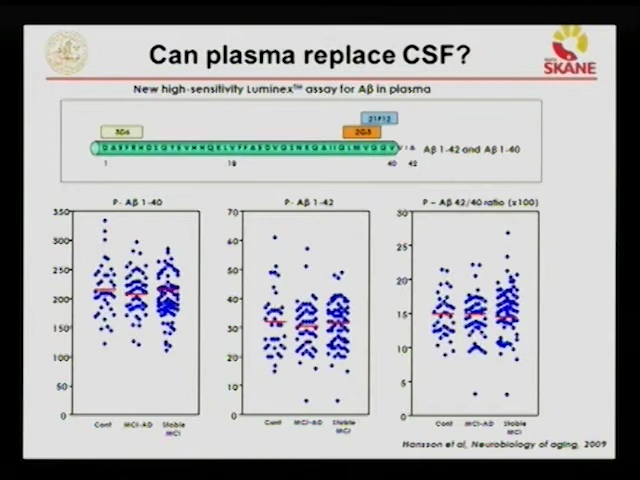 Can plasma replace CSF?
SKANE
New high-sensitivity Luminex™ assay for Aβ in plasma
21F12
3D6
2G3
Aβ 1-42 and Aβ 1-40
1
18
40
42
P- Aβ 1-40
P- Aβ 1-42
P – Aβ 42/40 ratio (x100)
350
300
250
200
150
100
50
0
Cont
MCI-AD
Stable
MCI
70
60
50
40
30
20
10
0
Cont
MCI-AD
Stable
MCI
30
25
20
15
10
5
0
Cont
MCI-AD
Stable
MCI
Hansson et al, Neurobiology of aging, 2009